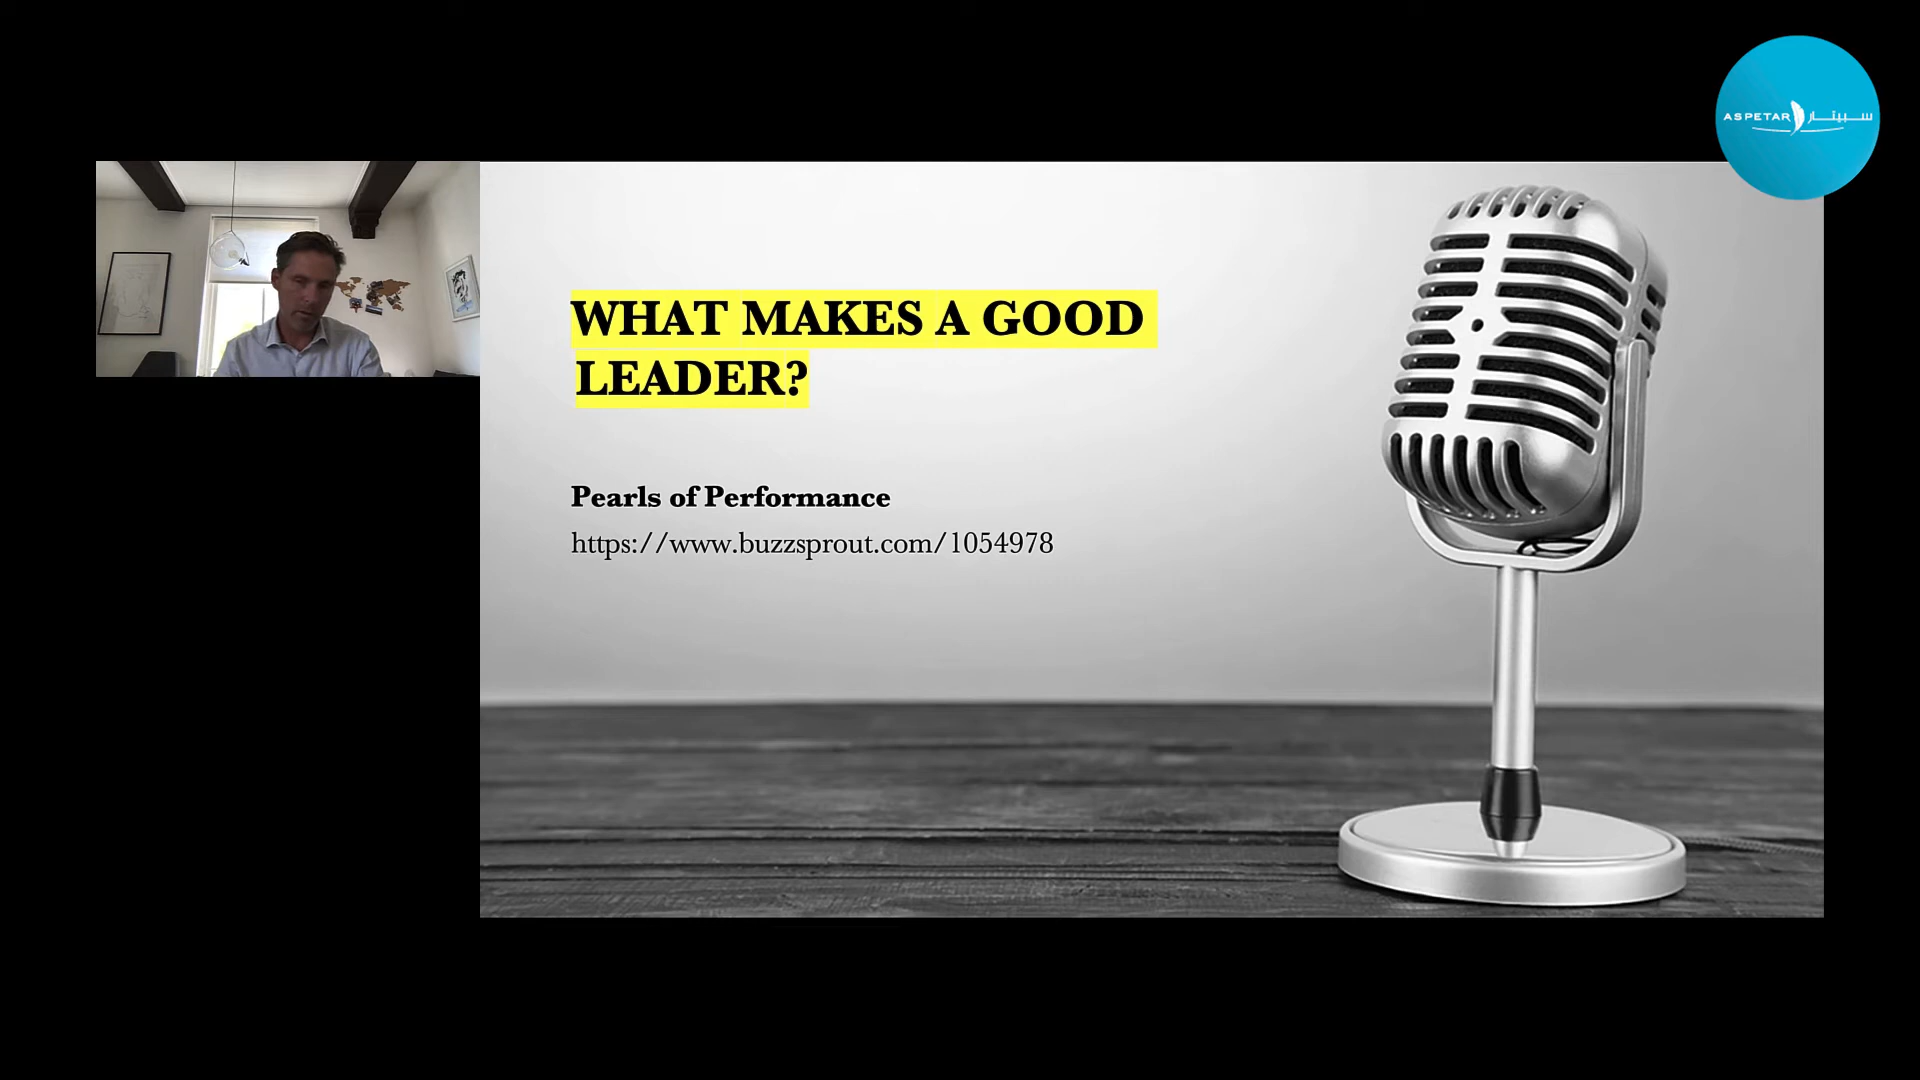 ASPETAR سبيتار
WHAT MAKES A GOOD
LEADER?
Pearls of Performance
https://www.buzzsprout.com/1054978